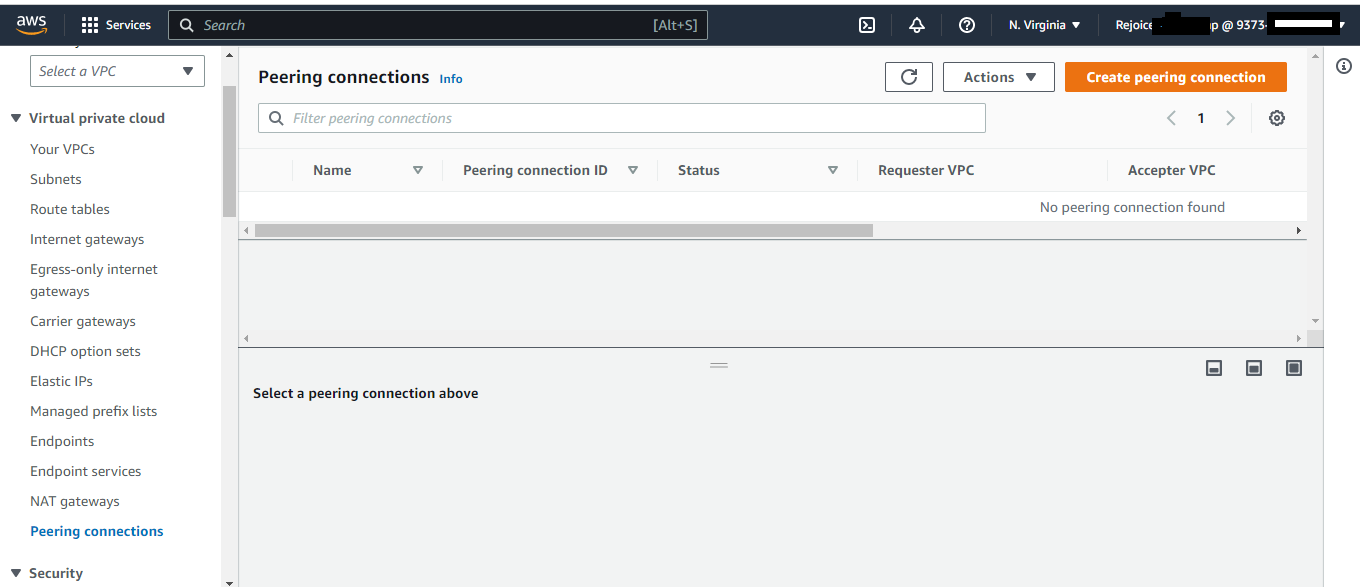 aws
Services
Search
[Alt+S]
N. Virginia
Rejoice
p @ 9373-
Select a VPC
Virtual private cloud
Your VPCs
Subnets
Route tables
Internet gateways
Egress-only internet
gateways
Carrier gateways
DHCP option sets
Elastic IPs
Managed prefix lists
Endpoints
Endpoint services
NAT gateways
Peering connections
Security
Peering connections Info
Actions
Create peering connection
Filter peering connections
1
Name
Peering connection ID
Status
Requester VPC
Accepter VPC
No peering connection found
Select a peering connection above